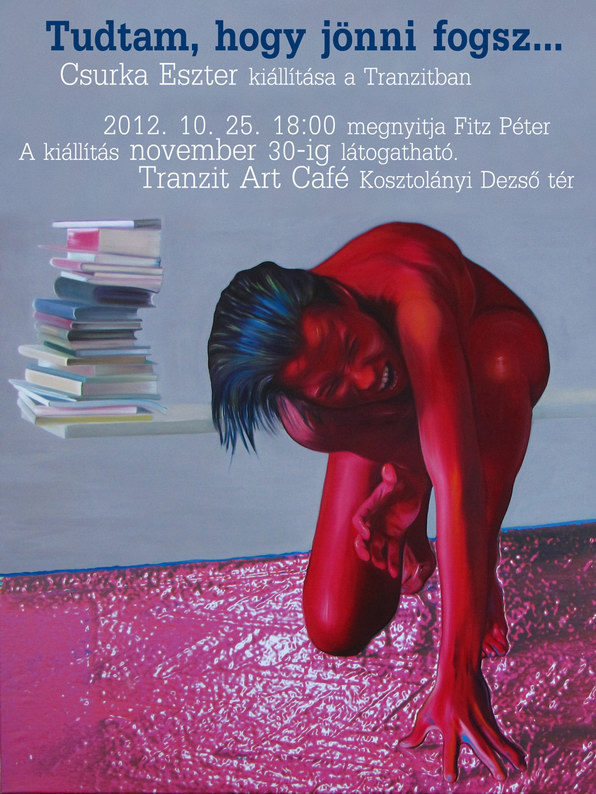 Tudtam, hogy jönni fogsz...
Csurka Eszter kiállítása a Tranzitban
2012. 10. 25. 18:00 megnyitja Fitz Péter
A kiállítás november 30-ig látogatható.
Tranzit Art Café Kosztolányi Dezső tér